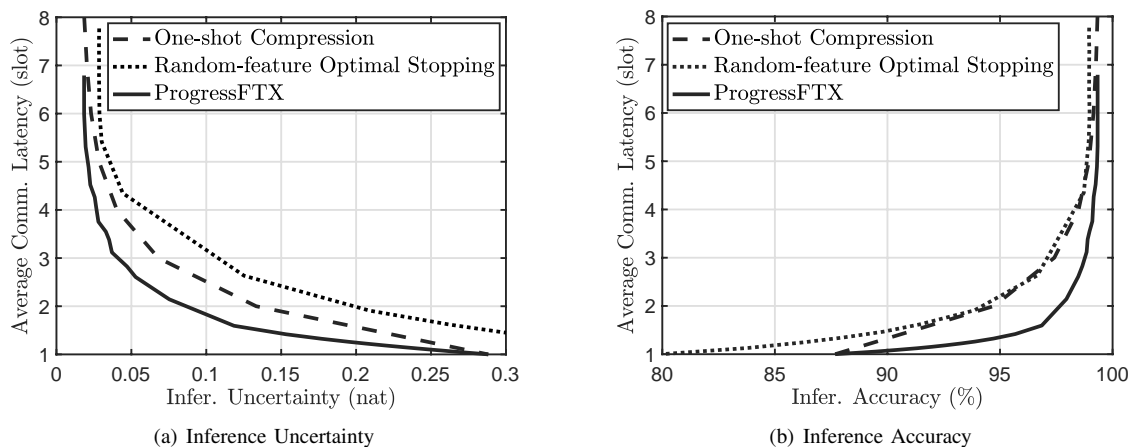 8
7
6
5
4
3
2
1
Average Comm. Latency (slot)
One-shot Compression
Random-feature Optimal Stopping
ProgressFTX
0 0.05 0.1 0.15 0.2 0.25 0.3
Infer. Uncertainty (nat)
(a) Inference Uncertainty
8
7
6
5
4
3
2
1
Average Comm. Latency (slot)
One-shot Compression
Random-feature Optimal Stopping
ProgressFTX
80 85 90 95 100
Infer. Accuracy (%)
(b) Inference Accuracy